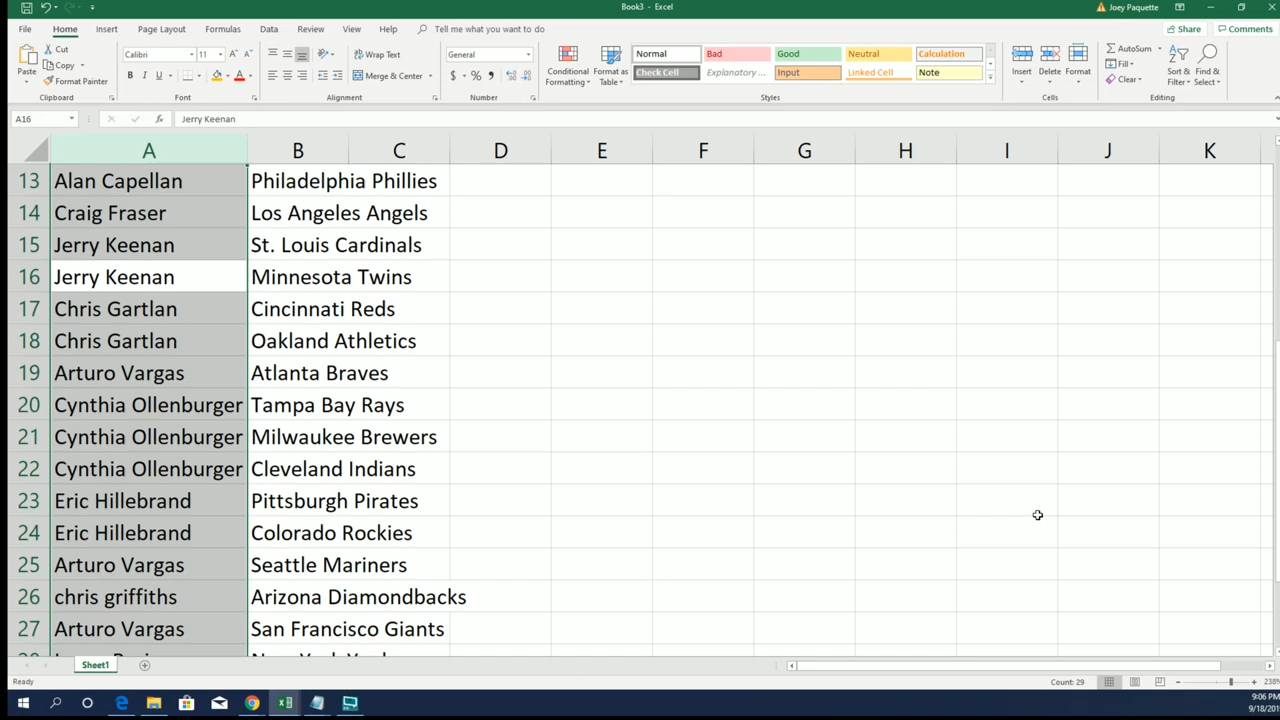 Book3 - Excel
Joey Paquette
File Home Insert Page Layout Formulas Data Review View Help Tell me what you want to do
Share Comments
Paste
Cut
Copy
Format Painter
Clipboard
Calibri 11
B I U
Font
Wrap Text
Merge & Center
Alignment
General
$ % ,
Number
Conditional Formatting
Format as Table
Normal Bad Good Neutral Calculation
Check Cell Explanatory ... Input Linked Cell Note
Styles
Insert Delete Format
Cells
AutoSum
Fill
Clear
Sort & Filter
Find & Select
Editing
A16 fx Jerry Keenan
A B C D E F G H I J K
13 Alan Capellan Philadelphia Phillies
14 Craig Fraser Los Angeles Angels
15 Jerry Keenan St. Louis Cardinals
16 Jerry Keenan Minnesota Twins
17 Chris Gartlan Cincinnati Reds
18 Chris Gartlan Oakland Athletics
19 Arturo Vargas Atlanta Braves
20 Cynthia Ollenburger Tampa Bay Rays
21 Cynthia Ollenburger Milwaukee Brewers
22 Cynthia Ollenburger Cleveland Indians
23 Eric Hillebrand Pittsburgh Pirates
24 Eric Hillebrand Colorado Rockies
25 Arturo Vargas Seattle Mariners
26 chris griffiths Arizona Diamondbacks
27 Arturo Vargas San Francisco Giants
Sheet1
Ready Count: 29 238%
9:06 PM
9/18/201